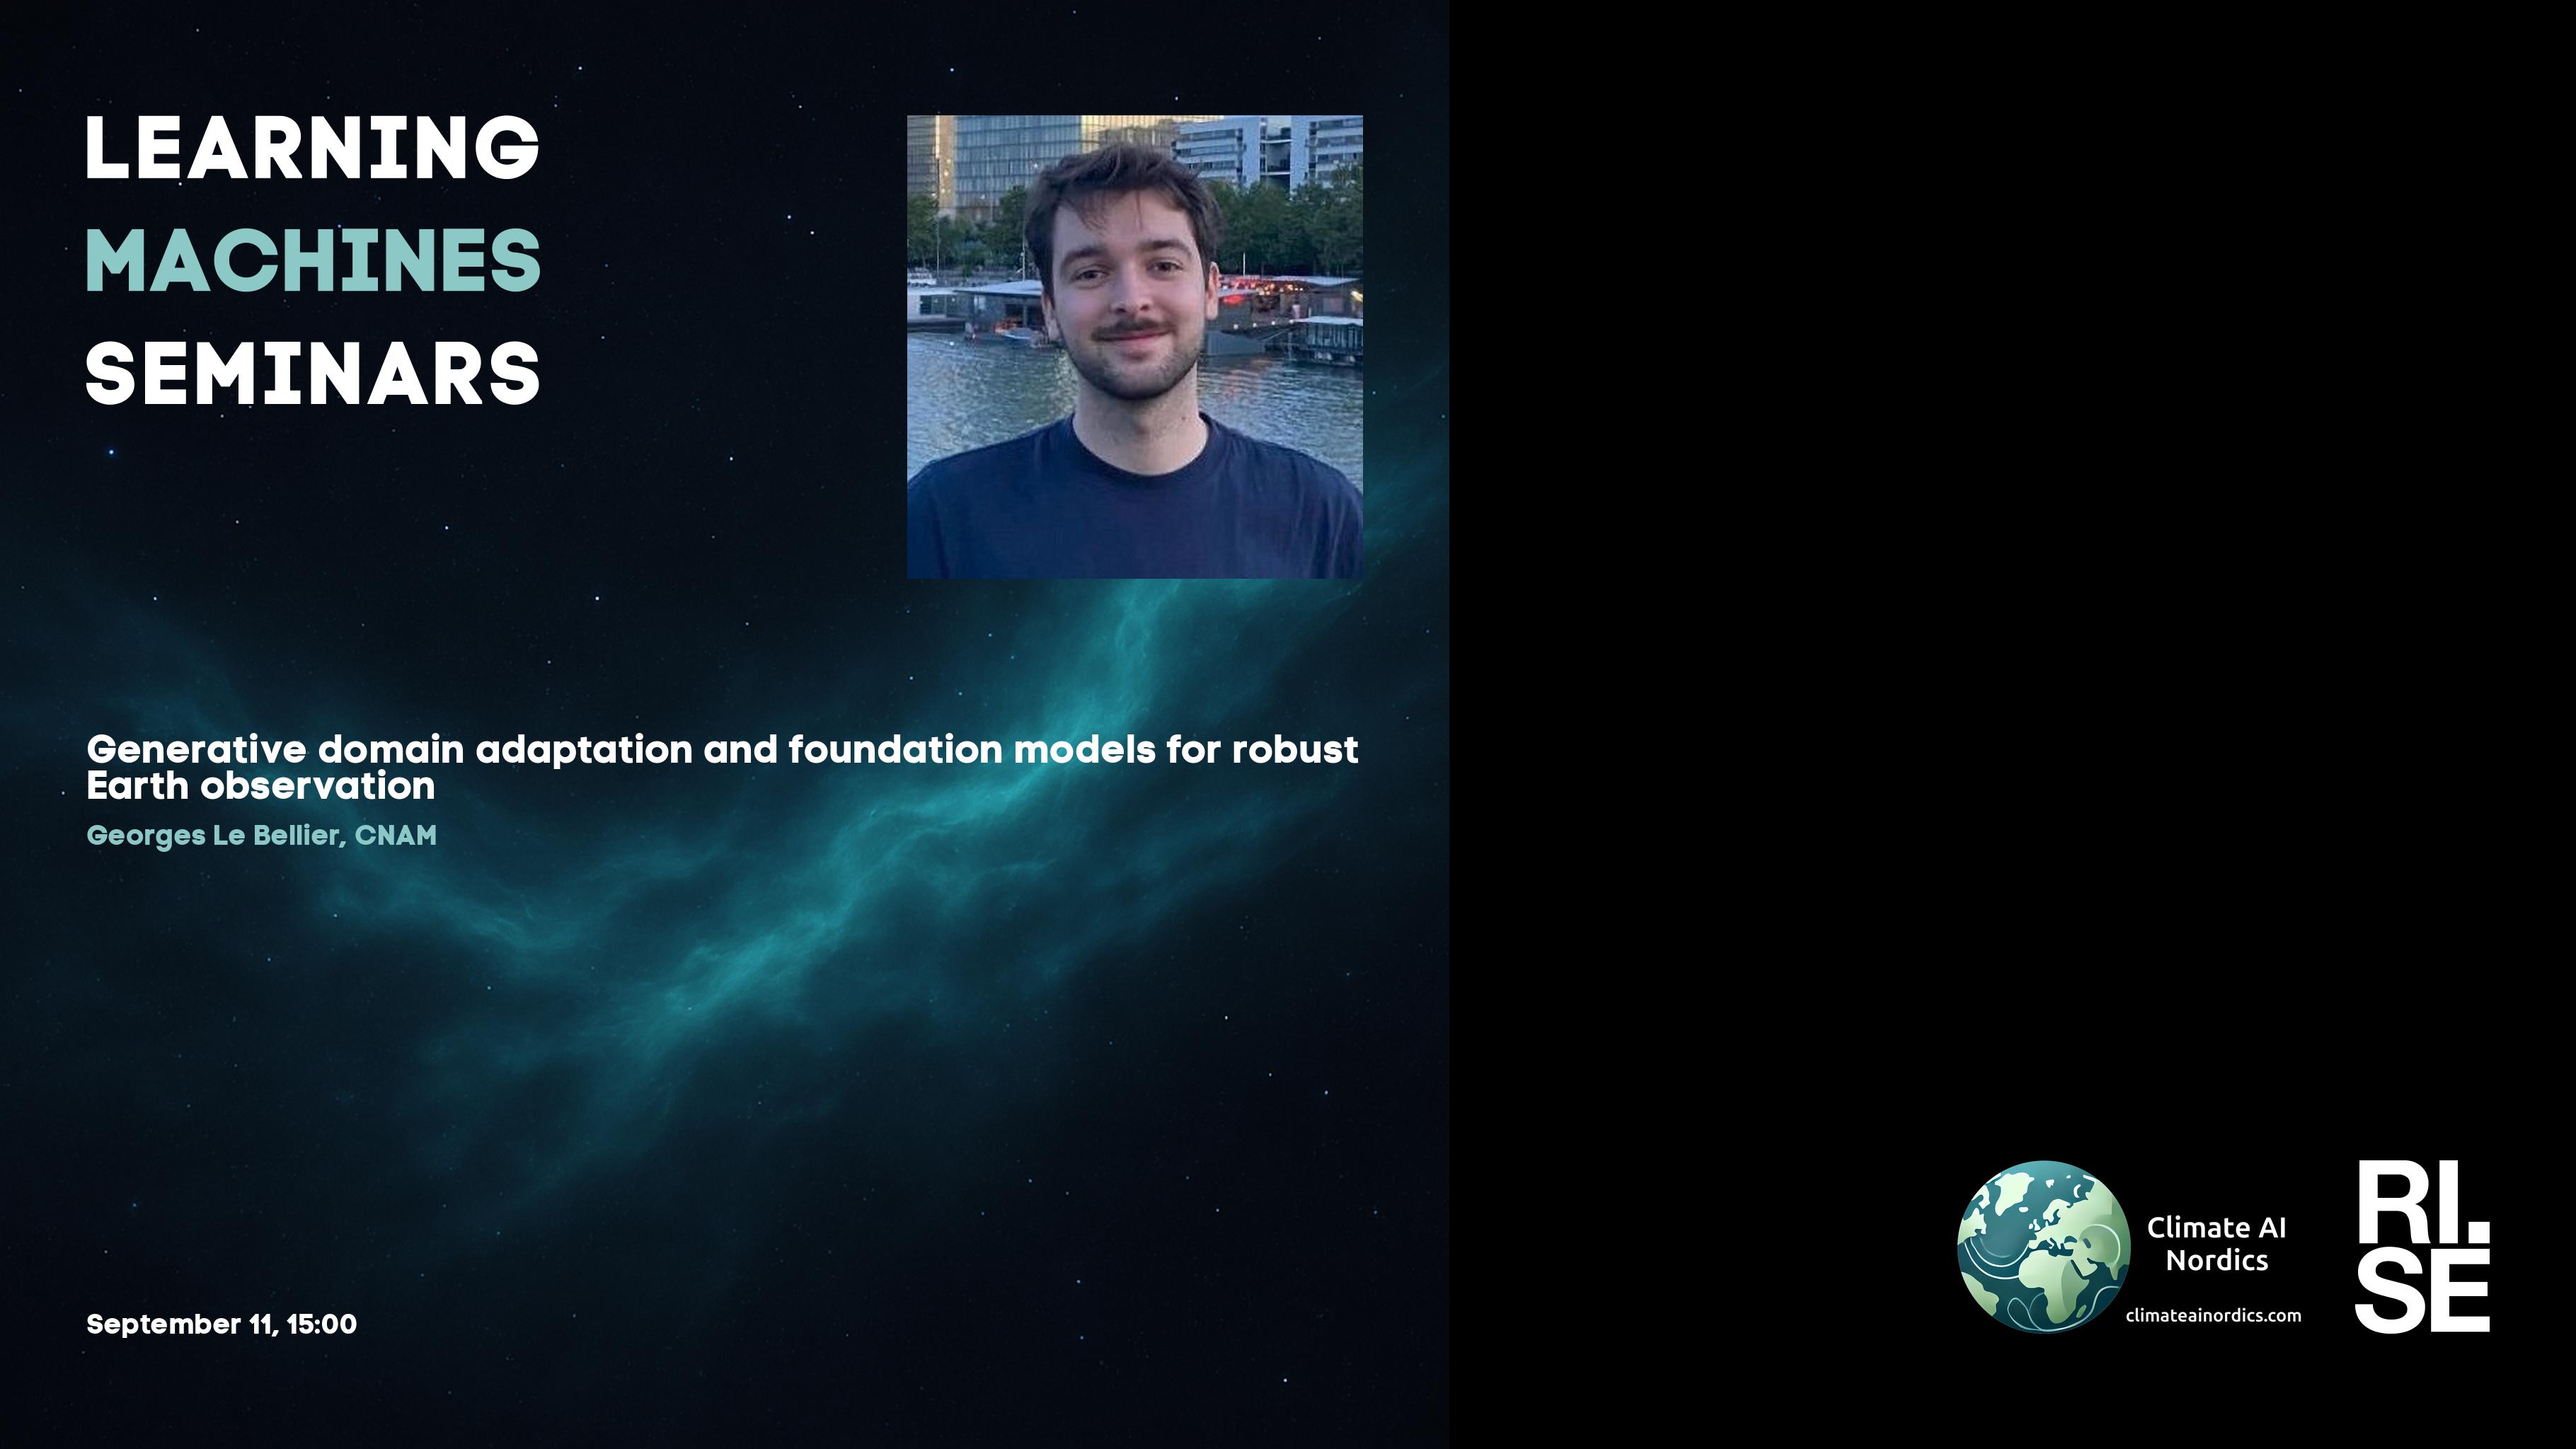 LEARNING
MACHINES
SEMINARS
Generative domain adaptation and foundation models for robust
Earth observation
Georges Le Bellier, CNAM
September 11, 15:00
Climate AI
Nordics
climateainordics.com
RI.
SE